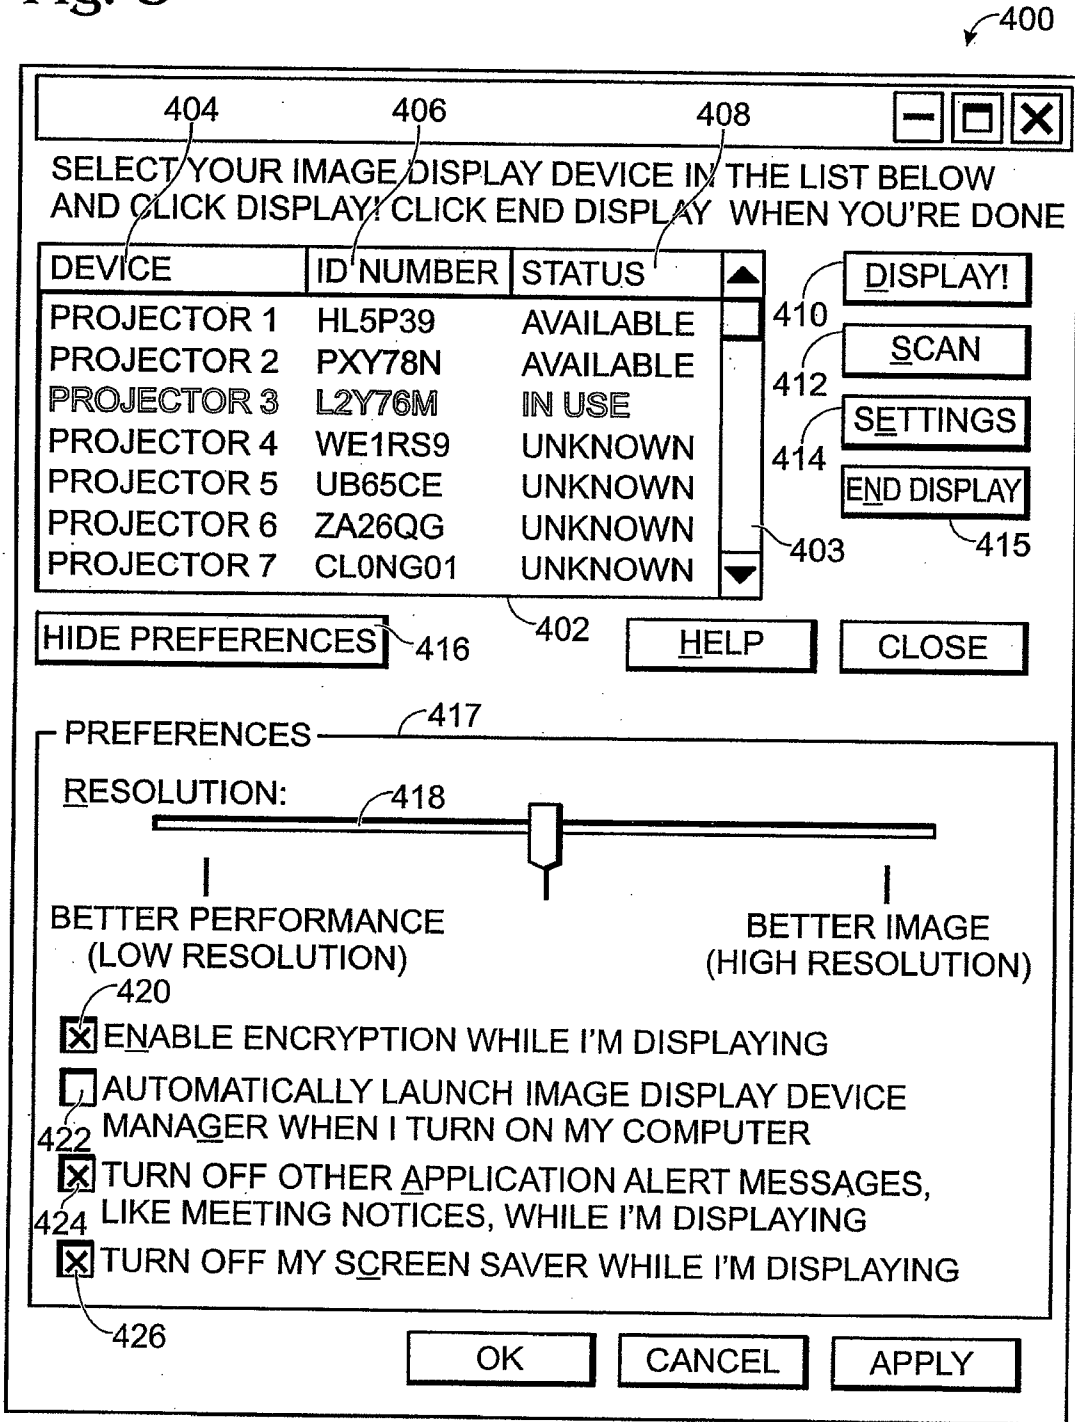 400
404 406 408
SELECT YOUR IMAGE DISPLAY DEVICE IN THE LIST BELOW
AND CLICK DISPLAY! CLICK END DISPLAY WHEN YOU'RE DONE
DEVICE ID NUMBER STATUS
PROJECTOR 1 HL5P39 AVAILABLE
PROJECTOR 2 PXY78N AVAILABLE
PROJECTOR 3 L2Y76M IN USE
PROJECTOR 4 WE1RS9 UNKNOWN
PROJECTOR 5 UB65CE UNKNOWN
PROJECTOR 6 ZA26QG UNKNOWN
PROJECTOR 7 CL0NG01 UNKNOWN
DISPLAY!
410
SCAN
412
SETTINGS
414
END DISPLAY
403 415
402
HIDE PREFERENCES 416 HELP CLOSE
417
PREFERENCES
RESOLUTION: 418
BETTER PERFORMANCE
(LOW RESOLUTION)
BETTER IMAGE
(HIGH RESOLUTION)
420
ENABLE ENCRYPTION WHILE I'M DISPLAYING
AUTOMATICALLY LAUNCH IMAGE DISPLAY DEVICE
MANAGER WHEN I TURN ON MY COMPUTER
422
TURN OFF OTHER APPLICATION ALERT MESSAGES,
LIKE MEETING NOTICES, WHILE I'M DISPLAYING
424
TURN OFF MY SCREEN SAVER WHILE I'M DISPLAYING
426
OK CANCEL APPLY